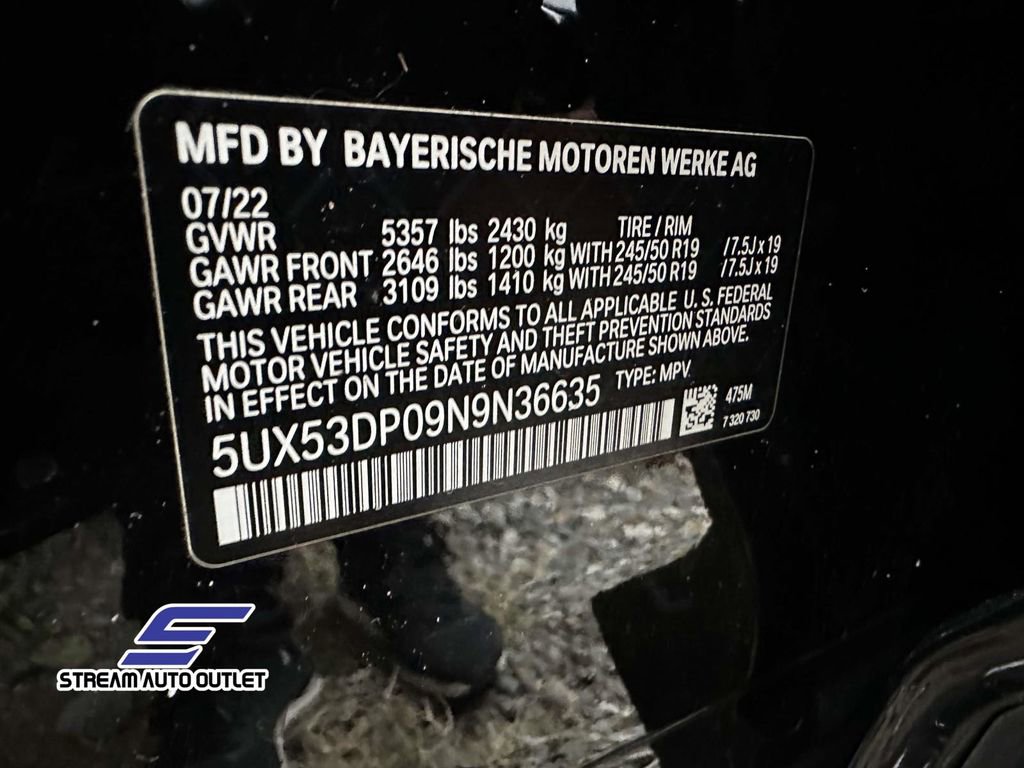 MFD BY BAYERISCHE MOTOREN WERKE AG
07/22
GVWR 5357 lbs 2430 kg TIRE / RIM
GAWR FRONT 2646 lbs 1200 kg WITH 245/50 R19 /7.5J x 19
GAWR REAR 3109 lbs 1410 kg WITH 245/50 R19 /7.5J x 19
THIS VEHICLE CONFORMS TO ALL APPLICABLE U. S. FEDERAL
MOTOR VEHICLE SAFETY AND THEFT PREVENTION STANDARDS
IN EFFECT ON THE DATE OF MANUFACTURE SHOWN ABOVE.
5UX53DP09N9N36635 TYPE: MPV
475M
7 320 730
STREAM AUTO OUTLET